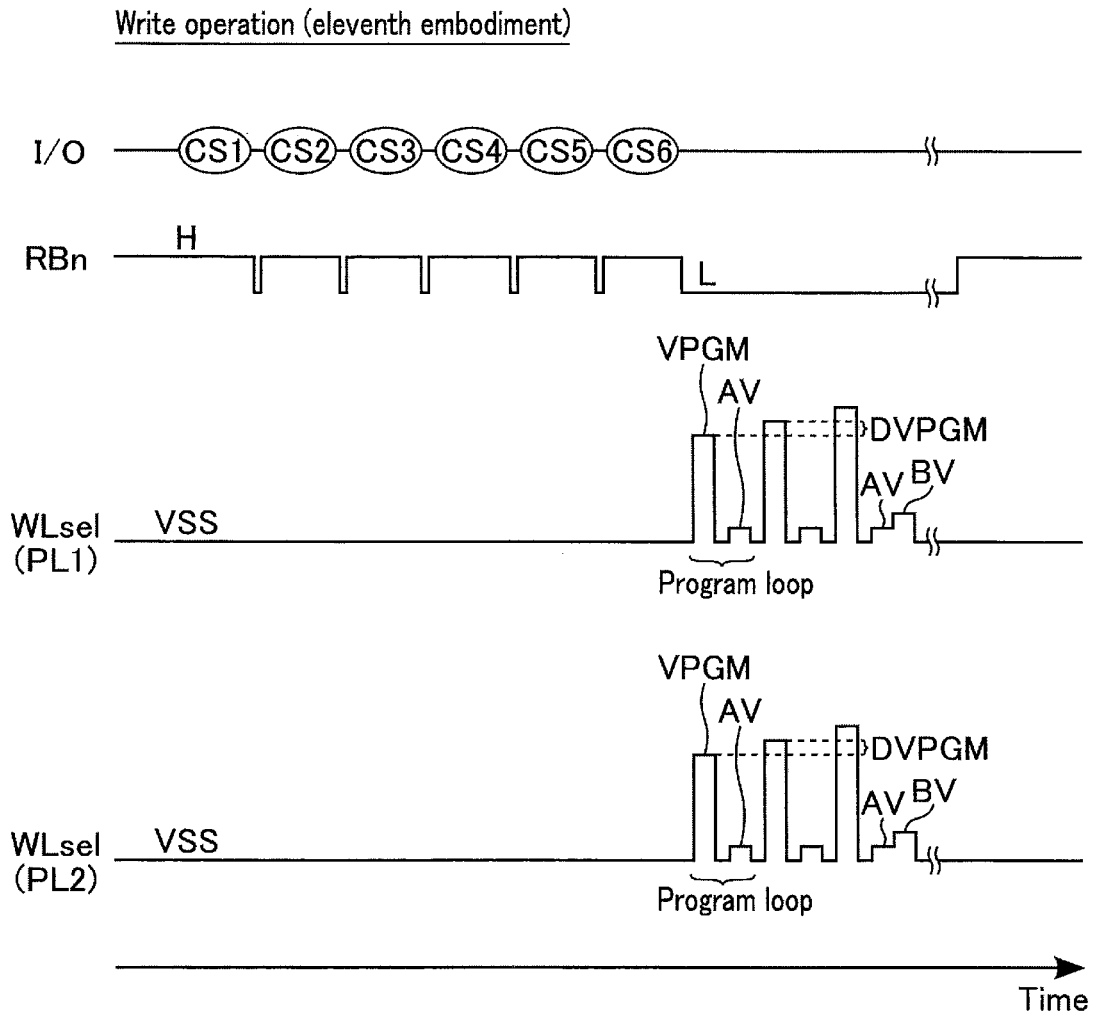 Write operation (eleventh embodiment)
I/O CS1 CS2 CS3 CS4 CS5 CS6
RBn H L
VPGM
AV
DVPGM
AV BV
WLsel
(PL1)
VSS
Program loop
VPGM
AV
DVPGM
AV BV
WLsel
(PL2)
VSS
Program loop
Time